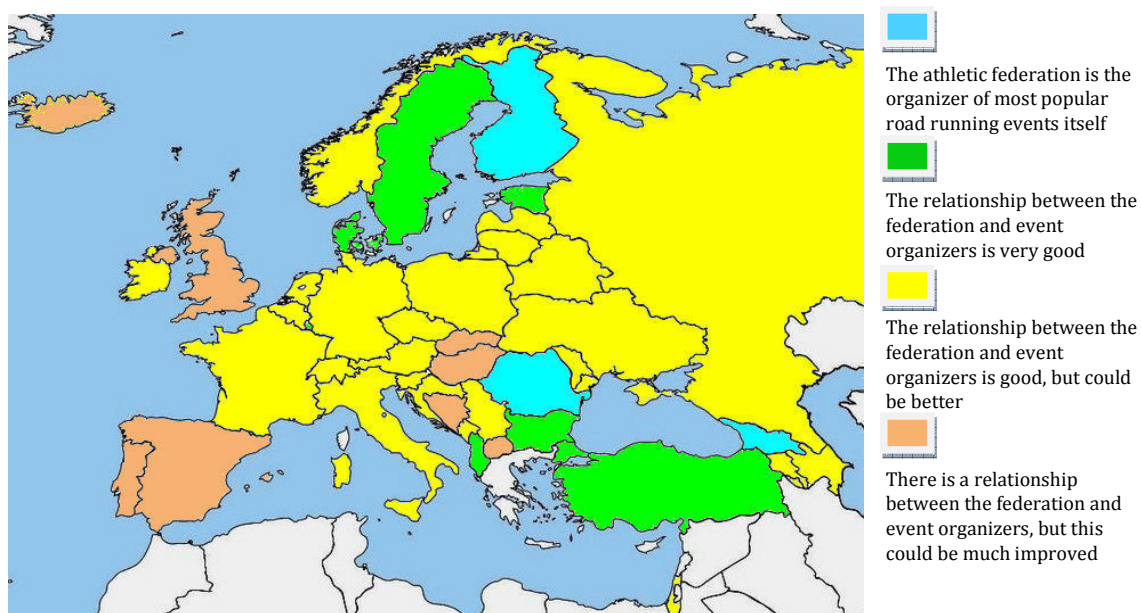 The athletic federation is the
organizer of most popular
road running events itself
The relationship between the
federation and event
organizers is very good
The relationship between the
federation and event
organizers is good, but could
be better
There is a relationship
between the federation and
event organizers, but this
could be much improved